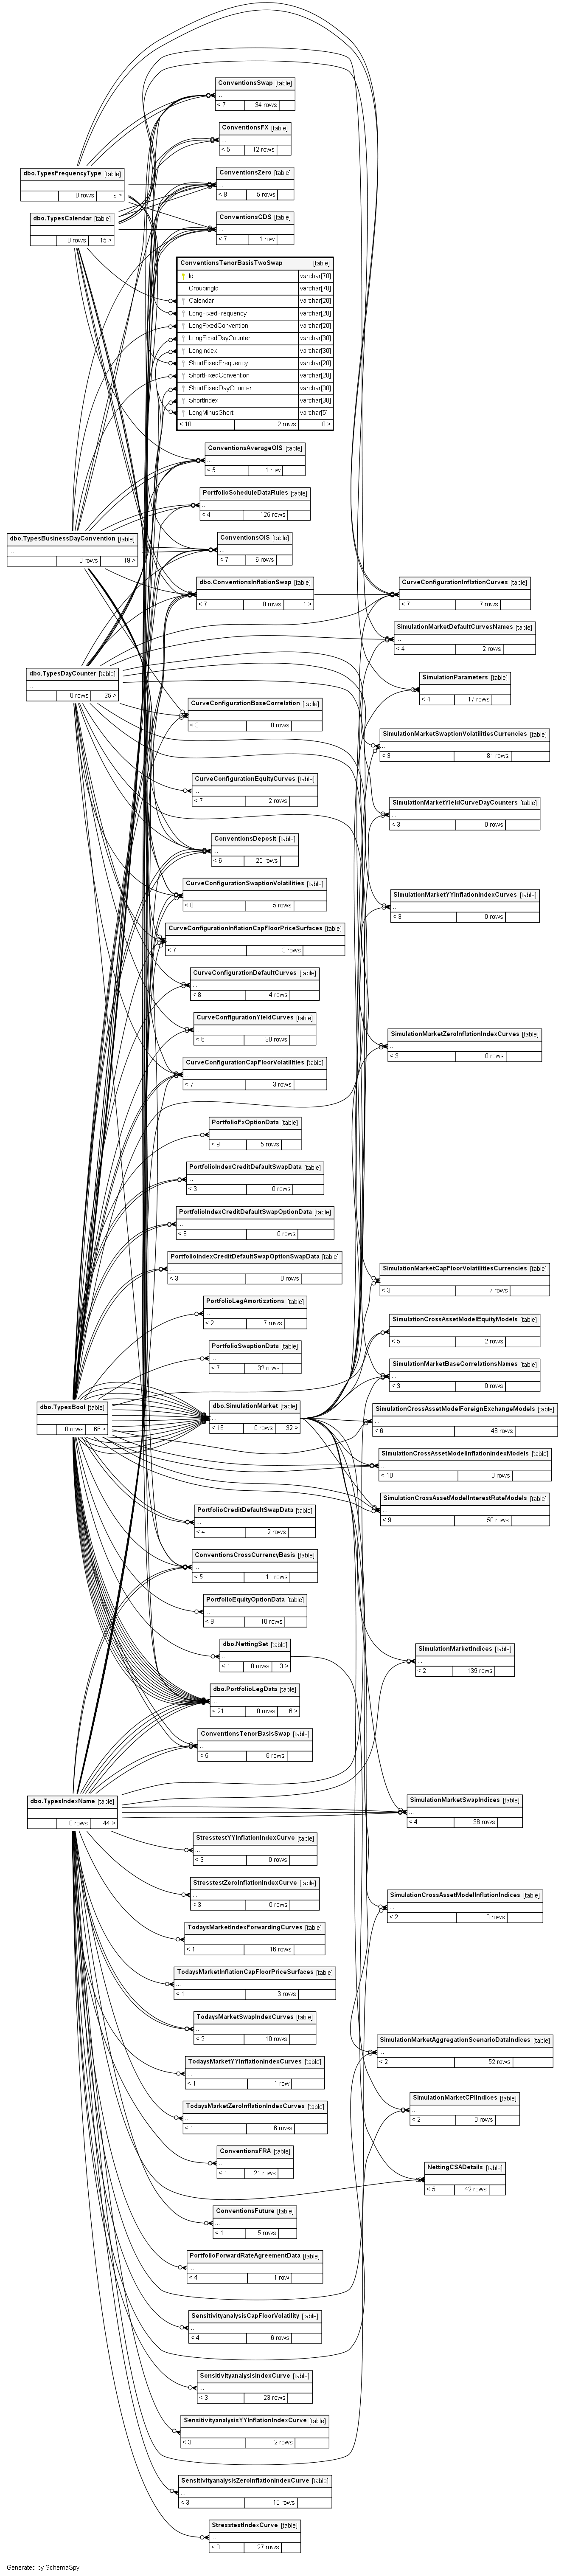 ConventionsSwap [table]
...
< 7 34 rows
ConventionsFX [table]
...
< 5 12 rows
dbo.TypesFrequencyType [table]
...
0 rows 9 >
ConventionsZero [table]
...
< 8 5 rows
dbo.TypesCalendar [table]
...
0 rows 15 >
ConventionsCDS [table]
...
< 7 1 row
ConventionsTenorBasisTwoSwap [table]
Id varchar[70]
GroupingId varchar[70]
Calendar varchar[20]
LongFixedFrequency varchar[20]
LongFixedConvention varchar[20]
LongFixedDayCounter varchar[30]
LongIndex varchar[30]
ShortFixedFrequency varchar[20]
ShortFixedConvention varchar[20]
ShortFixedDayCounter varchar[30]
ShortIndex varchar[30]
LongMinusShort varchar[5]
< 10 2 rows 0 >
ConventionsAverageOIS [table]
...
< 5 1 row
PortfolioScheduleDataRules [table]
...
< 4 125 rows
dbo.TypesBusinessDayConvention [table]
...
0 rows 19 >
ConventionsOIS [table]
...
< 7 6 rows
dbo.ConventionsInflationSwap [table]
...
< 7 0 rows 1 >
CurveConfigurationInflationCurves [table]
...
< 7 7 rows
SimulationMarketDefaultCurvesNames [table]
...
< 4 2 rows
dbo.TypesDayCounter [table]
...
0 rows 25 >
SimulationParameters [table]
...
< 4 17 rows
CurveConfigurationBaseCorrelation [table]
...
< 3 0 rows
SimulationMarketSwaptionVolatilitiesCurrencies [table]
...
< 3 81 rows
CurveConfigurationEquityCurves [table]
...
< 7 2 rows
SimulationMarketYieldCurveDayCounters [table]
...
< 3 0 rows
ConventionsDeposit [table]
...
< 6 25 rows
CurveConfigurationSwaptionVolatilities [table]
...
< 8 5 rows
SimulationMarketYYInflationIndexCurves [table]
...
< 3 0 rows
CurveConfigurationInflationCapFloorPriceSurfaces [table]
...
< 7 3 rows
CurveConfigurationDefaultCurves [table]
...
< 8 4 rows
CurveConfigurationYieldCurves [table]
...
< 6 30 rows
SimulationMarketZeroInflationIndexCurves [table]
...
< 3 0 rows
CurveConfigurationCapFloorVolatilities [table]
...
< 7 3 rows
PortfolioFxOptionData [table]
...
< 9 5 rows
PortfolioIndexCreditDefaultSwapData [table]
...
< 3 0 rows
PortfolioIndexCreditDefaultSwapOptionData [table]
...
< 8 0 rows
PortfolioIndexCreditDefaultSwapOptionSwapData [table]
...
< 3 0 rows
SimulationMarketCapFloorVolatilitiesCurrencies [table]
...
< 3 7 rows
PortfolioLegAmortizations [table]
...
< 2 7 rows
SimulationCrossAssetModelEquityModels [table]
...
< 5 2 rows
PortfolioSwaptionData [table]
...
< 7 32 rows
SimulationMarketBaseCorrelationsNames [table]
...
< 3 0 rows
dbo.TypesBool [table]
...
0 rows 66 >
dbo.SimulationMarket [table]
...
< 16 0 rows 32 >
SimulationCrossAssetModelForeignExchangeModels [table]
...
< 6 48 rows
SimulationCrossAssetModelInflationIndexModels [table]
...
< 10 0 rows
SimulationCrossAssetModelInterestRateModels [table]
...
< 9 50 rows
PortfolioCreditDefaultSwapData [table]
...
< 4 2 rows
ConventionsCrossCurrencyBasis [table]
...
< 5 11 rows
PortfolioEquityOptionData [table]
...
< 9 10 rows
dbo.NettingSet [table]
...
< 1 0 rows 3 >
SimulationMarketIndices [table]
...
< 2 139 rows
dbo.PortfolioLegData [table]
...
< 21 0 rows 6 >
ConventionsTenorBasisSwap [table]
...
< 5 6 rows
dbo.TypesIndexName [table]
...
0 rows 44 >
SimulationMarketSwapIndices [table]
...
< 4 36 rows
StresstestYYInflationIndexCurve [table]
...
< 3 0 rows
StresstestZeroInflationIndexCurve [table]
...
< 3 0 rows
SimulationCrossAssetModelInflationIndices [table]
...
< 2 0 rows
TodaysMarketIndexForwardingCurves [table]
...
< 1 16 rows
TodaysMarketInflationCapFloorPriceSurfaces [table]
...
< 1 3 rows
TodaysMarketSwapIndexCurves [table]
...
< 2 10 rows
SimulationMarketAggregationScenarioDataIndices [table]
...
< 2 52 rows
TodaysMarketYYInflationIndexCurves [table]
...
< 1 1 row
TodaysMarketZeroInflationIndexCurves [table]
...
< 1 6 rows
SimulationMarketCPIIndices [table]
...
< 2 0 rows
ConventionsFRA [table]
...
< 1 21 rows
NettingCSADetails [table]
...
< 5 42 rows
ConventionsFuture [table]
...
< 1 5 rows
PortfolioForwardRateAgreementData [table]
...
< 4 1 row
SensitivityanalysisCapFloorVolatility [table]
...
< 4 6 rows
SensitivityanalysisIndexCurve [table]
...
< 3 23 rows
SensitivityanalysisYYInflationIndexCurve [table]
...
< 3 2 rows
SensitivityanalysisZeroInflationIndexCurve [table]
...
< 3 10 rows
StresstestIndexCurve [table]
...
< 3 27 rows
Generated by SchemaSpy